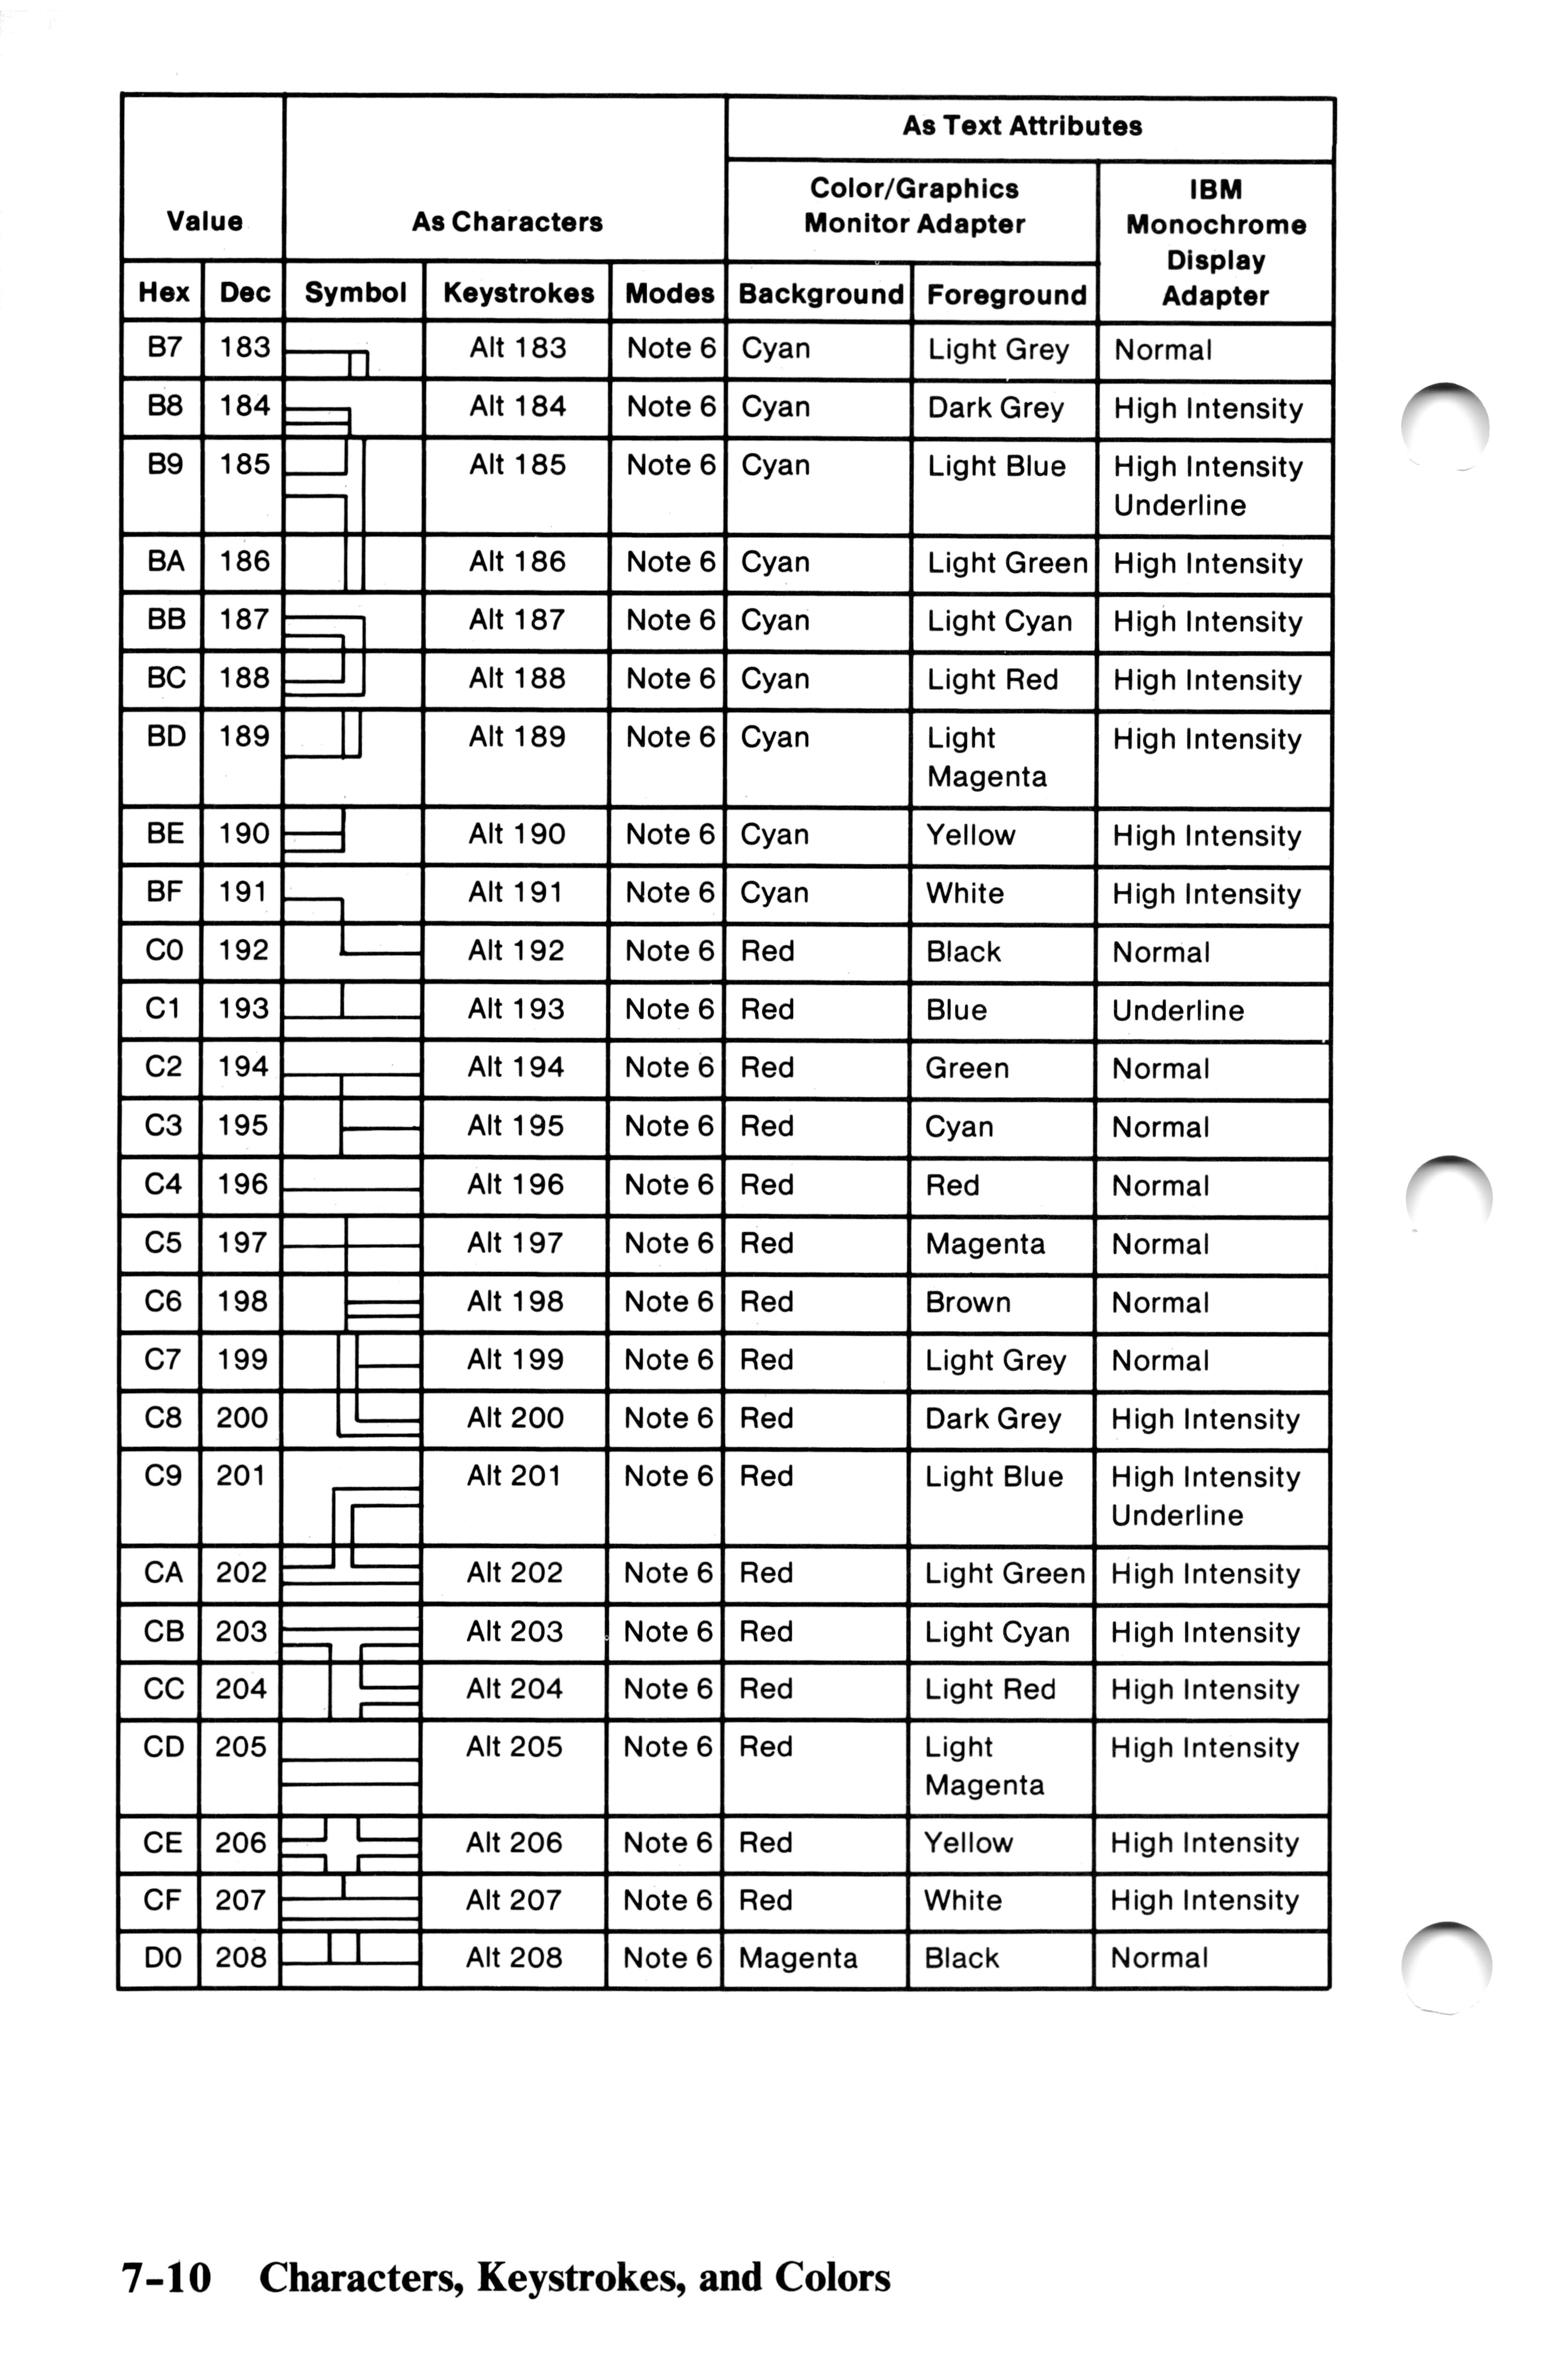 As Text Attributes
Value As Characters Color/Graphics Monitor Adapter IBM Monochrome Display Adapter
Hex Dec Symbol Keystrokes Modes Background Foreground
B7 183 ╖ Alt 183 Note 6 Cyan Light Grey Normal
B8 184 ╕ Alt 184 Note 6 Cyan Dark Grey High Intensity
B9 185 ╣ Alt 185 Note 6 Cyan Light Blue High Intensity Underline
BA 186 ║ Alt 186 Note 6 Cyan Light Green High Intensity
BB 187 ╗ Alt 187 Note 6 Cyan Light Cyan High Intensity
BC 188 ╝ Alt 188 Note 6 Cyan Light Red High Intensity
BD 189 ╜ Alt 189 Note 6 Cyan Light Magenta High Intensity
BE 190 ╛ Alt 190 Note 6 Cyan Yellow High Intensity
BF 191 ┐ Alt 191 Note 6 Cyan White High Intensity
C0 192 └ Alt 192 Note 6 Red Black Normal
C1 193 ┴ Alt 193 Note 6 Red Blue Underline
C2 194 ┬ Alt 194 Note 6 Red Green Normal
C3 195 ├ Alt 195 Note 6 Red Cyan Normal
C4 196 ─ Alt 196 Note 6 Red Red Normal
C5 197 ┼ Alt 197 Note 6 Red Magenta Normal
C6 198 ╞ Alt 198 Note 6 Red Brown Normal
C7 199 ╟ Alt 199 Note 6 Red Light Grey Normal
C8 200 ╚ Alt 200 Note 6 Red Dark Grey High Intensity
C9 201 ╔ Alt 201 Note 6 Red Light Blue High Intensity Underline
CA 202 ╩ Alt 202 Note 6 Red Light Green High Intensity
CB 203 ╦ Alt 203 Note 6 Red Light Cyan High Intensity
CC 204 ╠ Alt 204 Note 6 Red Light Red High Intensity
CD 205 ═ Alt 205 Note 6 Red Light Magenta High Intensity
CE 206 ╬ Alt 206 Note 6 Red Yellow High Intensity
CF 207 ╧ Alt 207 Note 6 Red White High Intensity
D0 208 ╨ Alt 208 Note 6 Magenta Black Normal
7-10 Characters, Keystrokes, and Colors